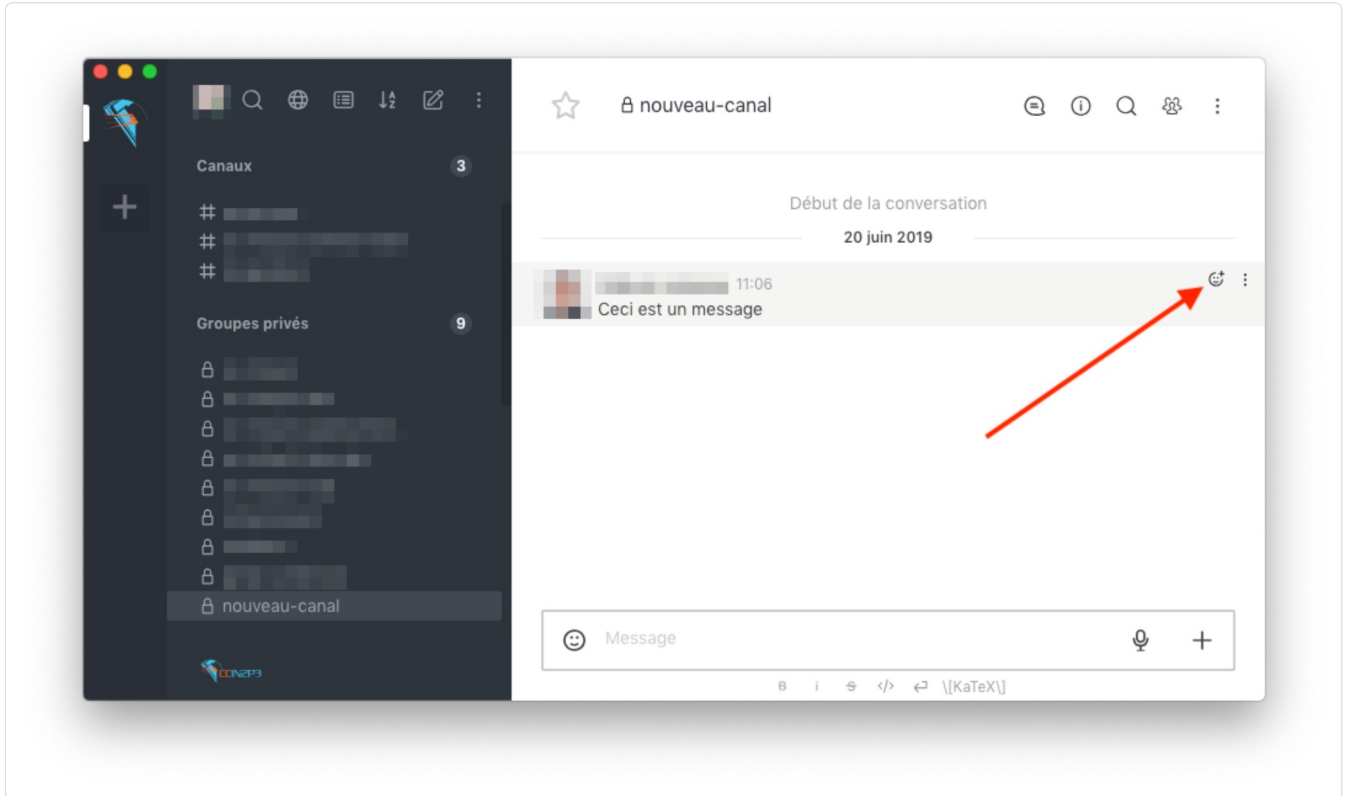 nouveau-canal
Canaux 3
Début de la conversation
20 juin 2019
11:06
Ceci est un message
Groupes privés 9
nouveau-canal
Message
CCIN2P3
B i S </> \[KaTeX\]